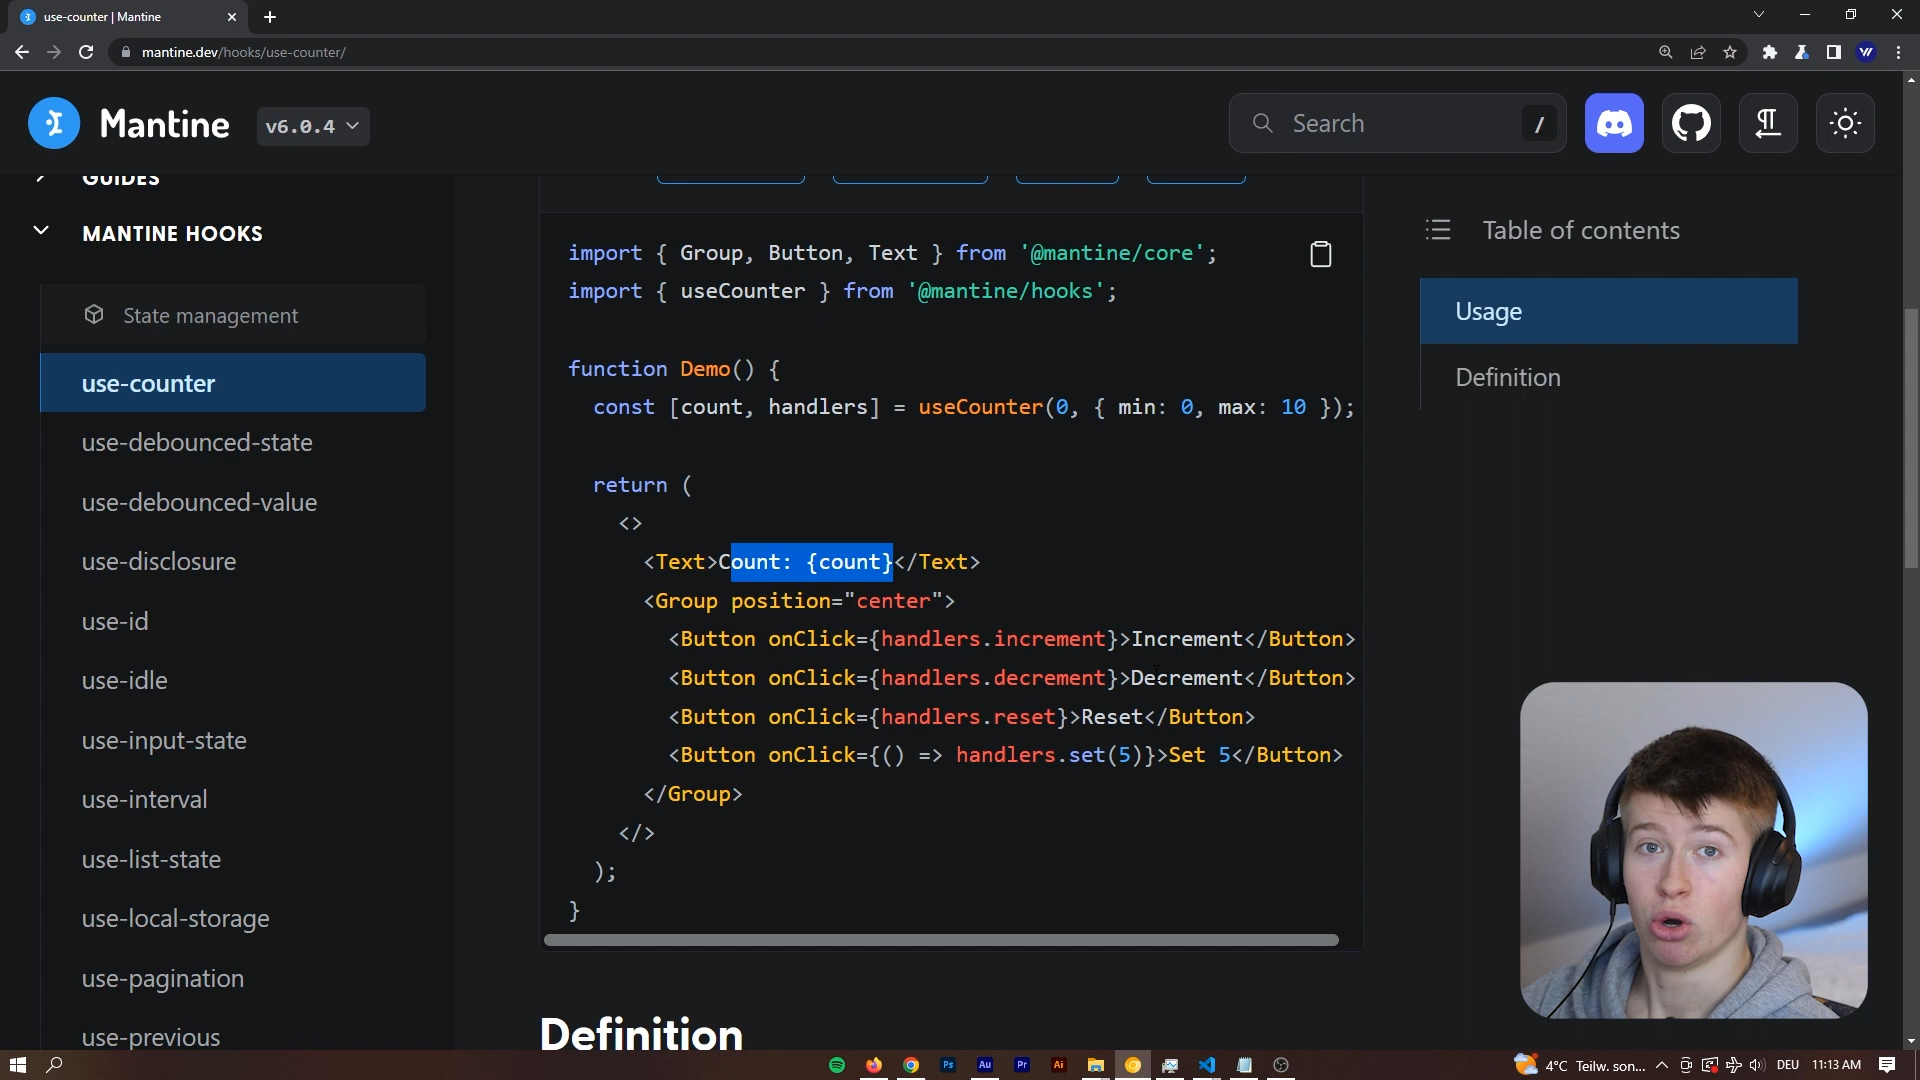 use-counter | Mantine
mantine.dev/hooks/use-counter/
Mantine
v6.0.4
Search
/
GUIDES
MANTINE HOOKS
State management
use-counter
use-debounced-state
use-debounced-value
use-disclosure
use-id
use-idle
use-input-state
use-interval
use-list-state
use-local-storage
use-pagination
use-previous
import { Group, Button, Text } from '@mantine/core';
import { useCounter } from '@mantine/hooks';
function Demo() {
const [count, handlers] = useCounter(0, { min: 0, max: 10 });
return (
<>
<Text>Count: {count}</Text>
<Group position="center">
<Button onClick={handlers.increment}>Increment</Button>
<Button onClick={handlers.decrement}>Decrement</Button>
<Button onClick={handlers.reset}>Reset</Button>
<Button onClick={() => handlers.set(5)}>Set 5</Button>
</Group>
</>
);
}
Definition
Table of contents
Usage
Definition
Ps
Au
Pr
Ai
4°C Teilw. son...
DEU
11:13 AM